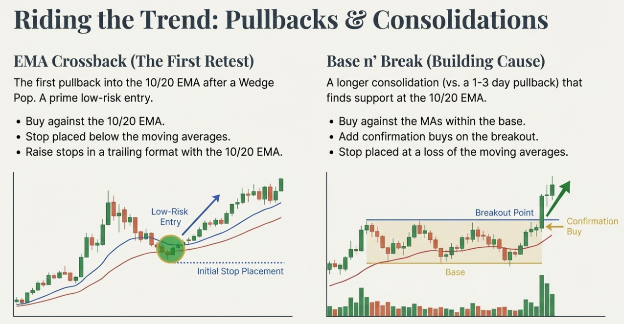 Riding the Trend: Pullbacks & Consolidations
EMA Crossback (The First Retest)
The first pullback into the 10/20 EMA after a Wedge
Pop. A prime low-risk entry.
• Buy against the 10/20 EMA.
• Stop placed below the moving averages.
• Raise stops in a trailing format with the 10/20 EMA.
Low-Risk
Entry
Initial Stop Placement
Base n' Break (Building Cause)
A longer consolidation (vs. a 1-3 day pullback) that
finds support at the 10/20 EMA.
• Buy against the MAs within the base.
• Add confirmation buys on the breakout.
• Stop placed at a loss of the moving averages.
Breakout Point
Confirmation
Buy
Base